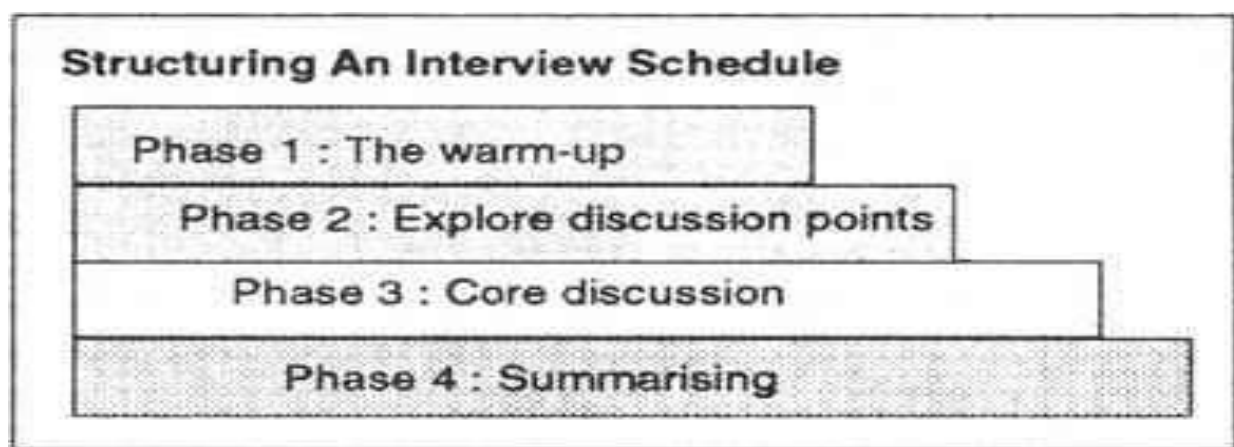 Structuring An Interview Schedule
Phase 1 : The warm-up
Phase 2 : Explore discussion points
Phase 3 : Core discussion
Phase 4 : Summarising